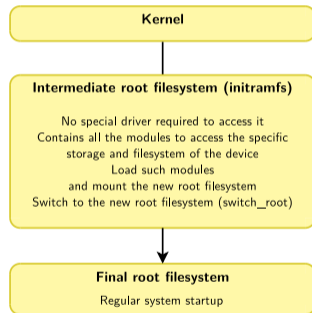 Kernel
Intermediate root filesystem (initramfs)
No special driver required to access it
Contains all the modules to access the specific
storage and filesystem of the device
Load such modules
and mount the new root filesystem
Switch to the new root filesystem (switch_root)
Final root filesystem
Regular system startup